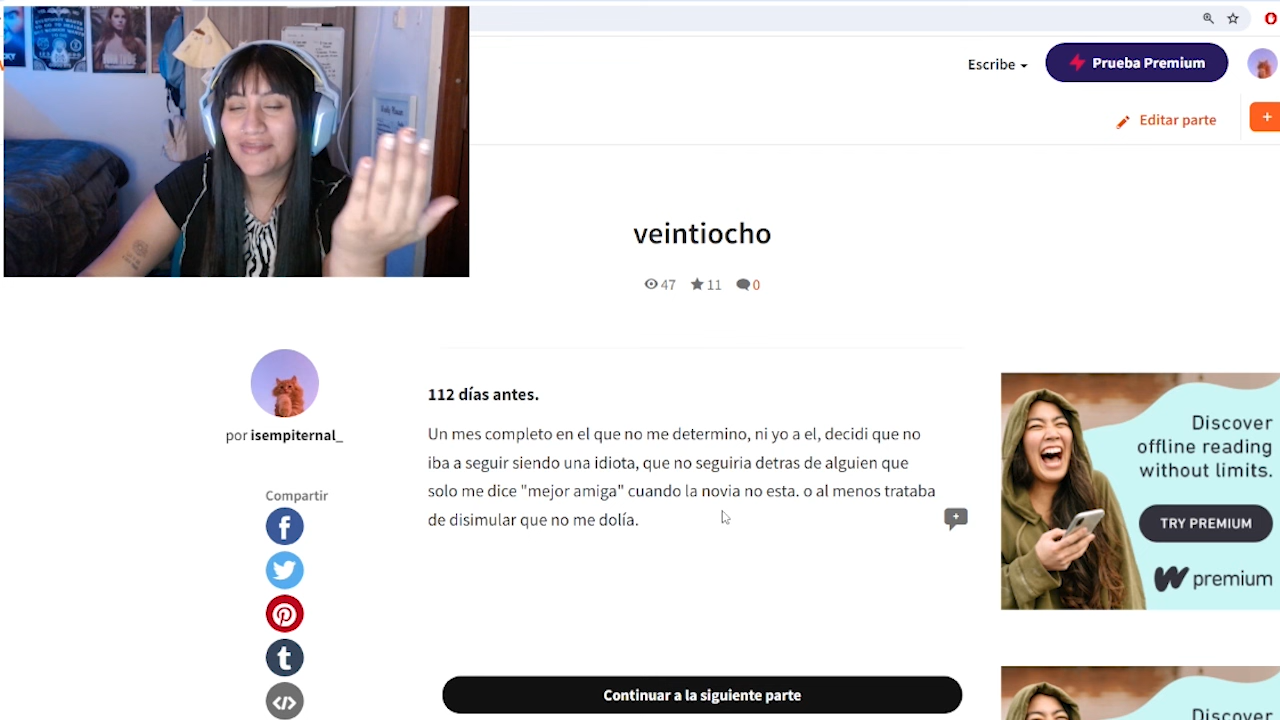 Escribe
Prueba Premium
Editar parte
+
veintiocho
47 11 0
112 días antes.
por isempiternal_
Un mes completo en el que no me determino, ni yo a el, decidi que no
iba a seguir siendo una idiota, que no seguiria detras de alguien que
solo me dice "mejor amiga" cuando la novia no esta. o al menos trataba
de disimular que no me dolía.
Compartir
Continuar a la siguiente parte
Discover
offline reading
without limits.
TRY PREMIUM
premium
Discover